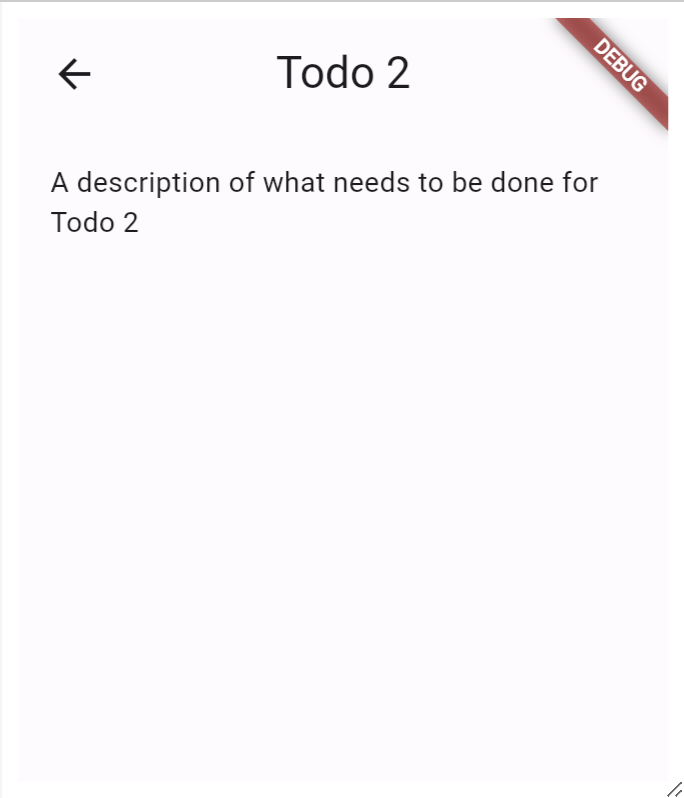 Todo 2
DEBUG
A description of what needs to be done for
Todo 2